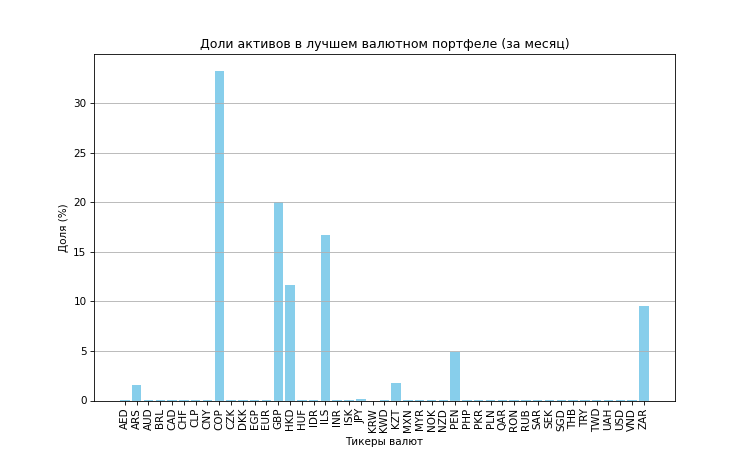 Доли активов в лучшем валютном портфеле (за месяц)
Доля (%)
30
25
20
15
10
5
0
AED ARS AUD BRL CAD CHF CLP CNY COP CZK DKK EGP EUR GBP HKD HUF IDR ILS INR ISK JPY KRW KWD KZT MXN MYR NOK NZD PEN PHP PKR PLN QAR RON RUB SAR SEK SGD THB TRY TWD UAH USD VND ZAR
Тикеры валют